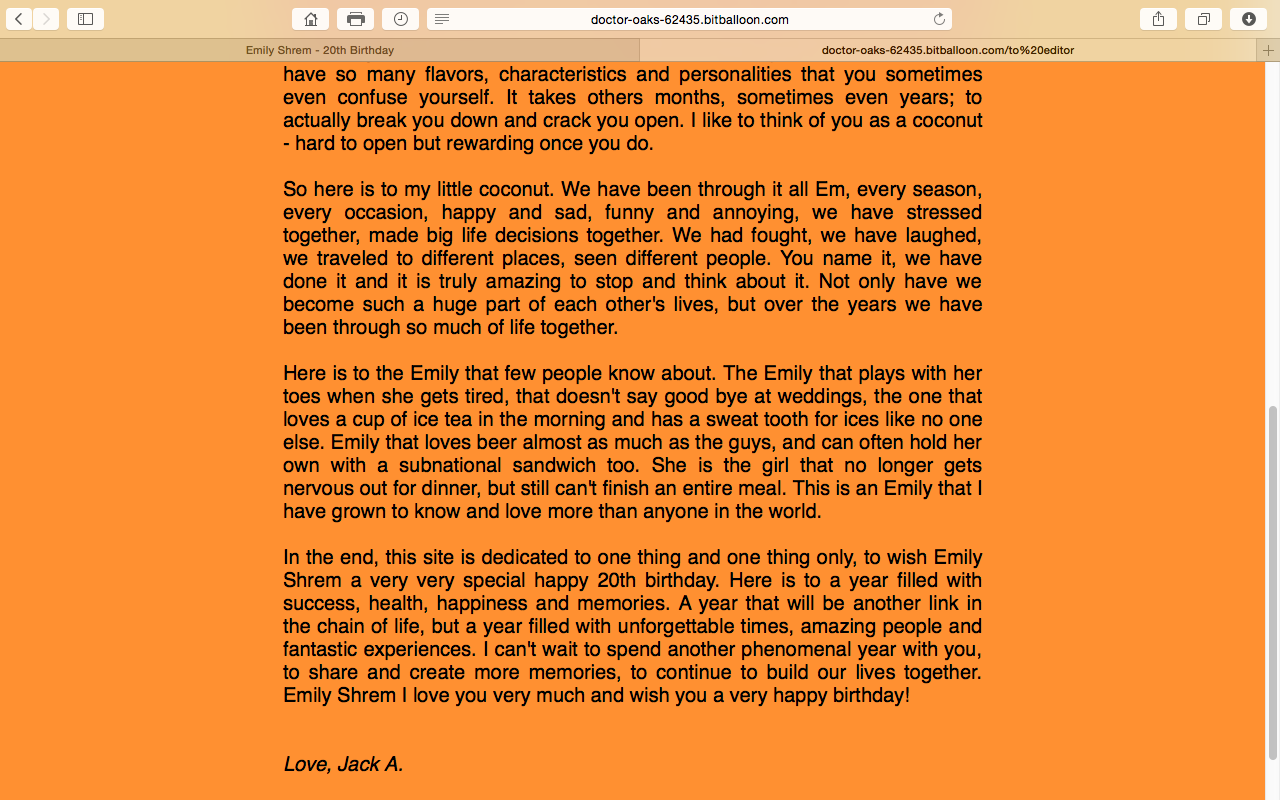 doctor-oaks-62435.bitballoon.com
Emily Shrem - 20th Birthday
doctor-oaks-62435.bitballoon.com/to%20editor
have so many flavors, characteristics and personalities that you sometimes
even confuse yourself. It takes others months, sometimes even years; to
actually break you down and crack you open. I like to think of you as a coconut
- hard to open but rewarding once you do.
So here is to my little coconut. We have been through it all Em, every season,
every occasion, happy and sad, funny and annoying, we have stressed
together, made big life decisions together. We had fought, we have laughed,
we traveled to different places, seen different people. You name it, we have
done it and it is truly amazing to stop and think about it. Not only have we
become such a huge part of each other's lives, but over the years we have
been through so much of life together.
Here is to the Emily that few people know about. The Emily that plays with her
toes when she gets tired, that doesn't say good bye at weddings, the one that
loves a cup of ice tea in the morning and has a sweat tooth for ices like no one
else. Emily that loves beer almost as much as the guys, and can often hold her
own with a subnational sandwich too. She is the girl that no longer gets
nervous out for dinner, but still can't finish an entire meal. This is an Emily that I
have grown to know and love more than anyone in the world.
In the end, this site is dedicated to one thing and one thing only, to wish Emily
Shrem a very very special happy 20th birthday. Here is to a year filled with
success, health, happiness and memories. A year that will be another link in
the chain of life, but a year filled with unforgettable times, amazing people and
fantastic experiences. I can't wait to spend another phenomenal year with you,
to share and create more memories, to continue to build our lives together.
Emily Shrem I love you very much and wish you a very happy birthday!
Love, Jack A.